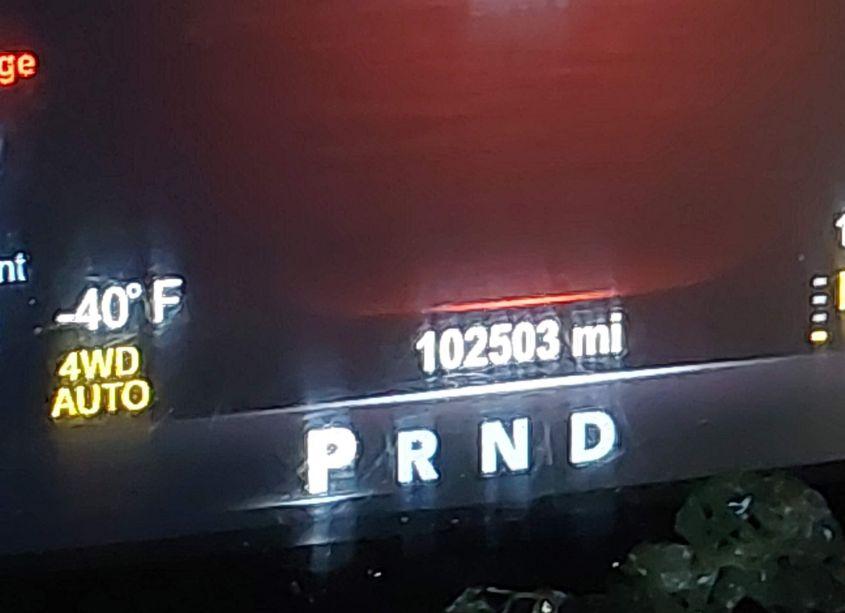 ge
nt
-40° F
102503 mi
4WD
AUTO
P R N D